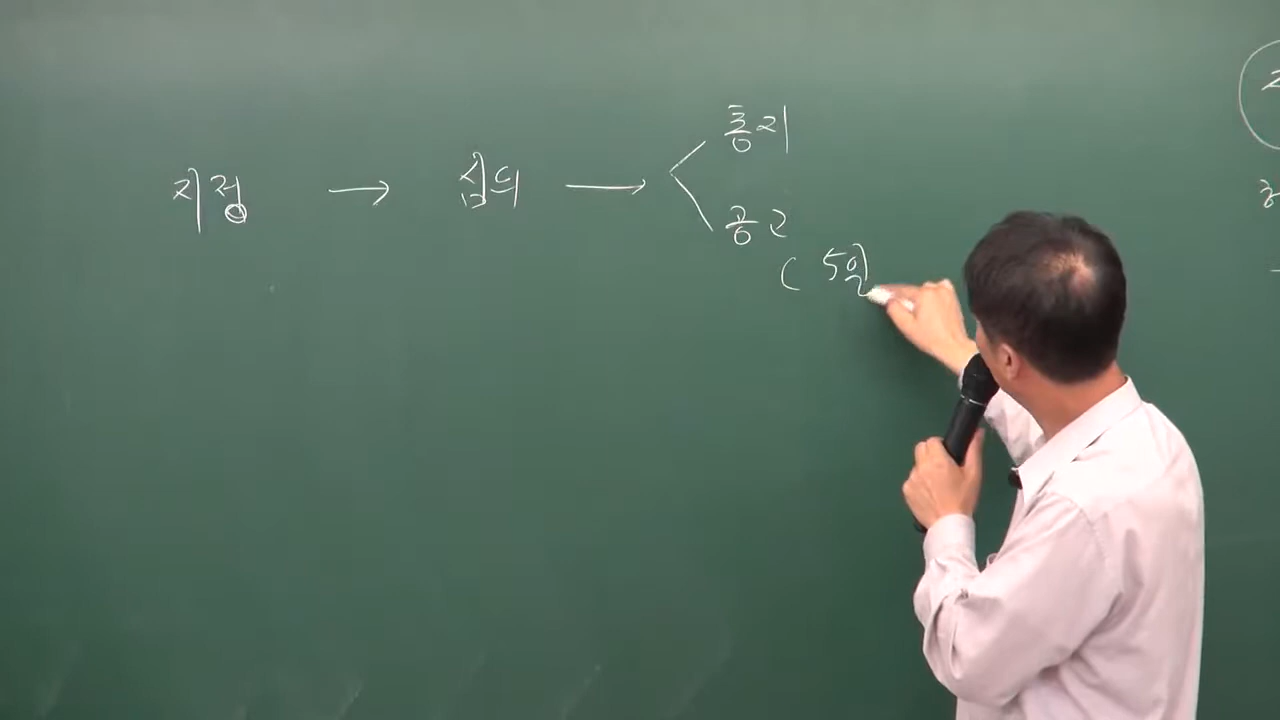 지정 → 심의 → 통지
공고
( 5일